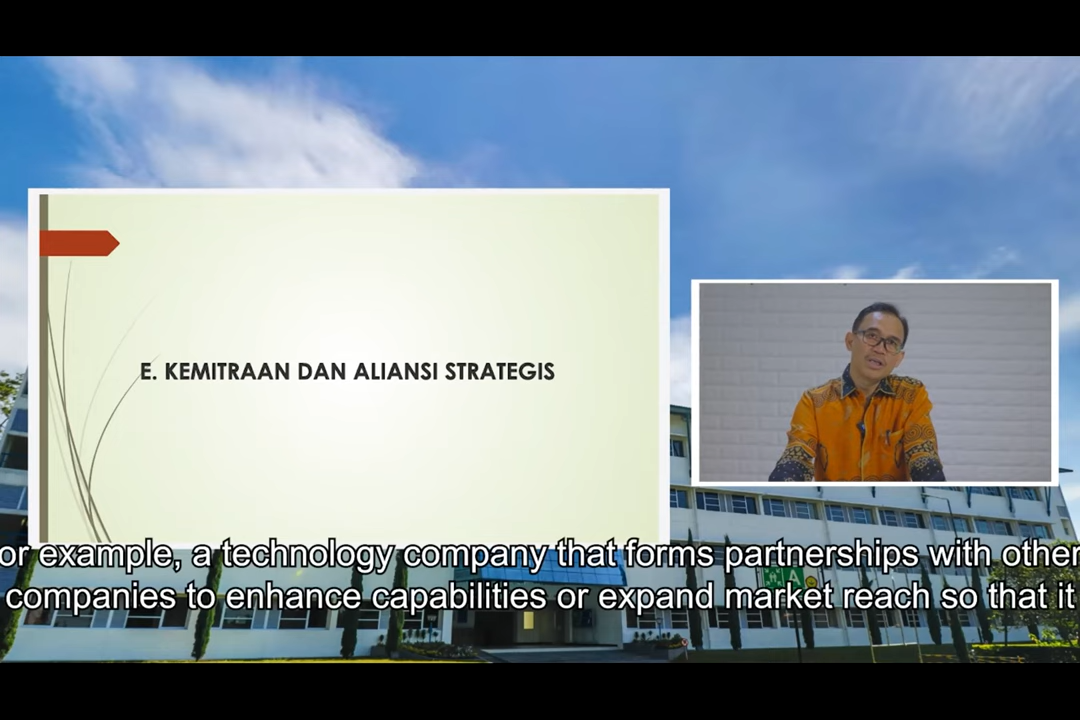 E. KEMITRAAN DAN ALIANSI STRATEGIS
or example, a technology company that forms partnerships with other
companies to enhance capabilities or expand market reach so that it
A